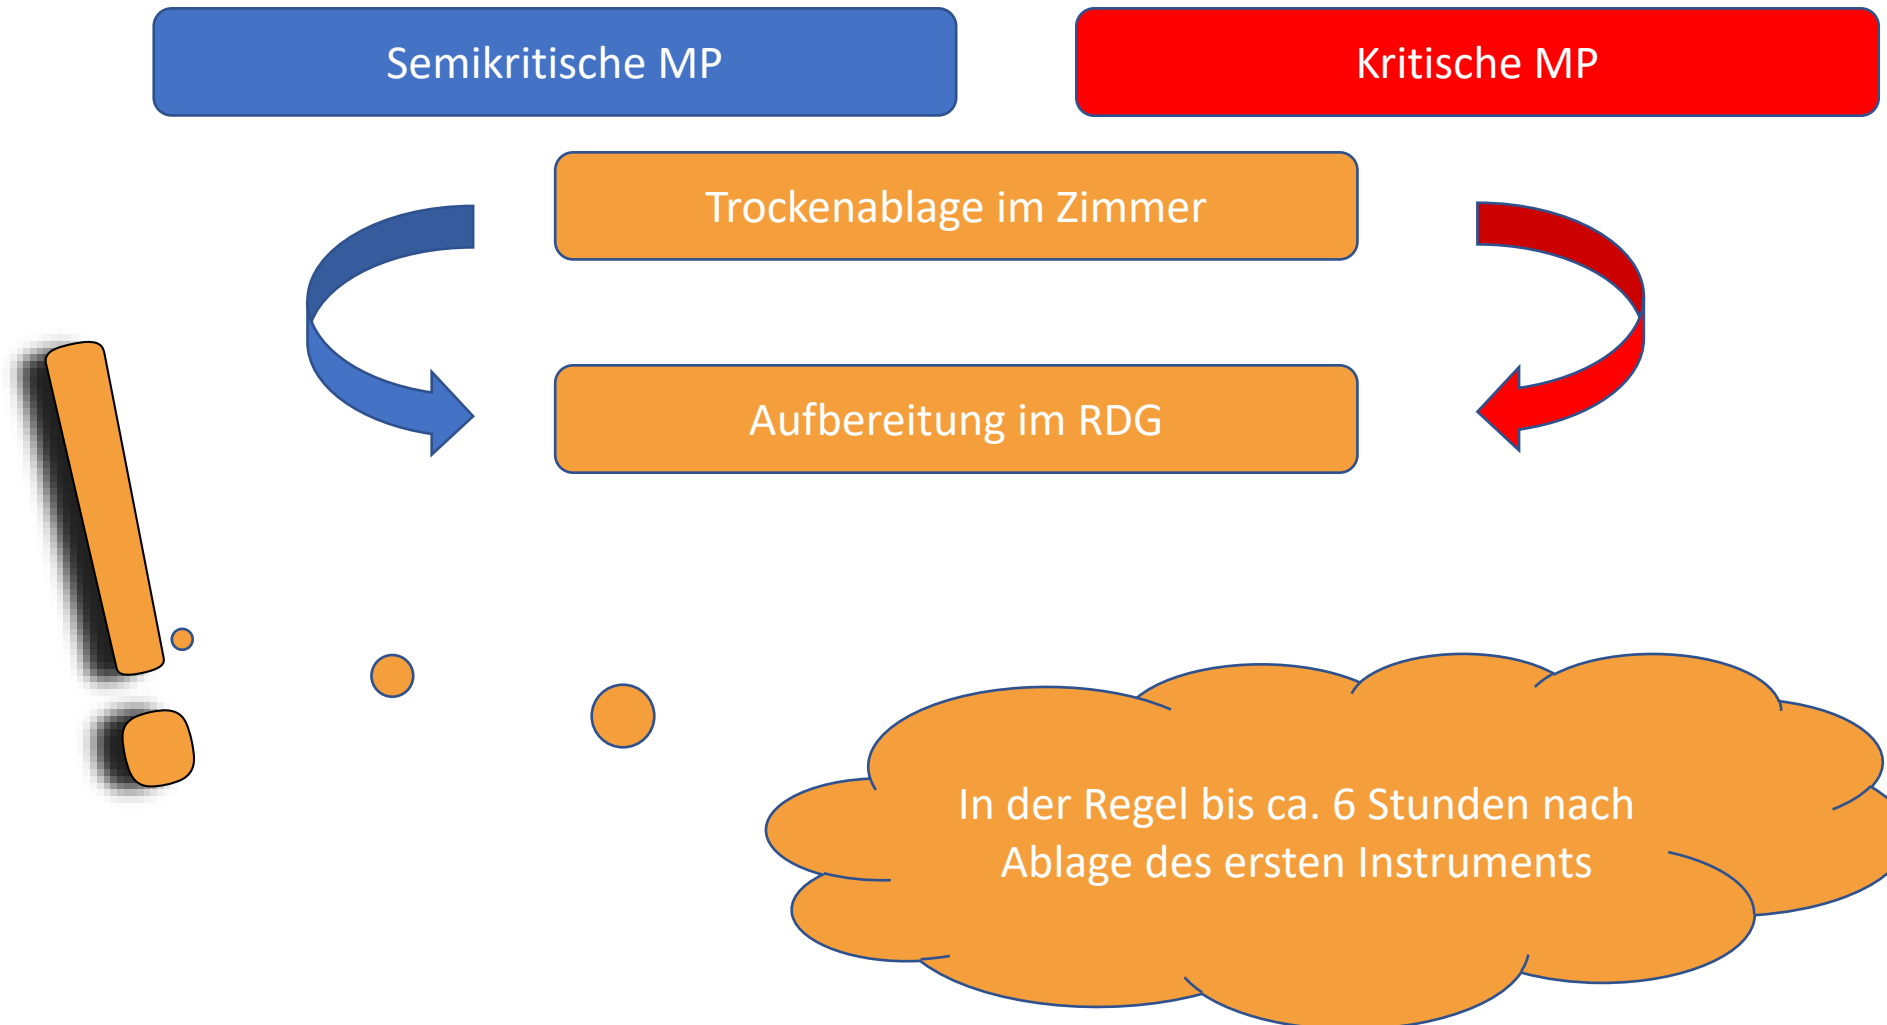 Semikritische MP
Kritische MP
Trockenablage im Zimmer
Aufbereitung im RDG
In der Regel bis ca. 6 Stunden nach
Ablage des ersten Instruments